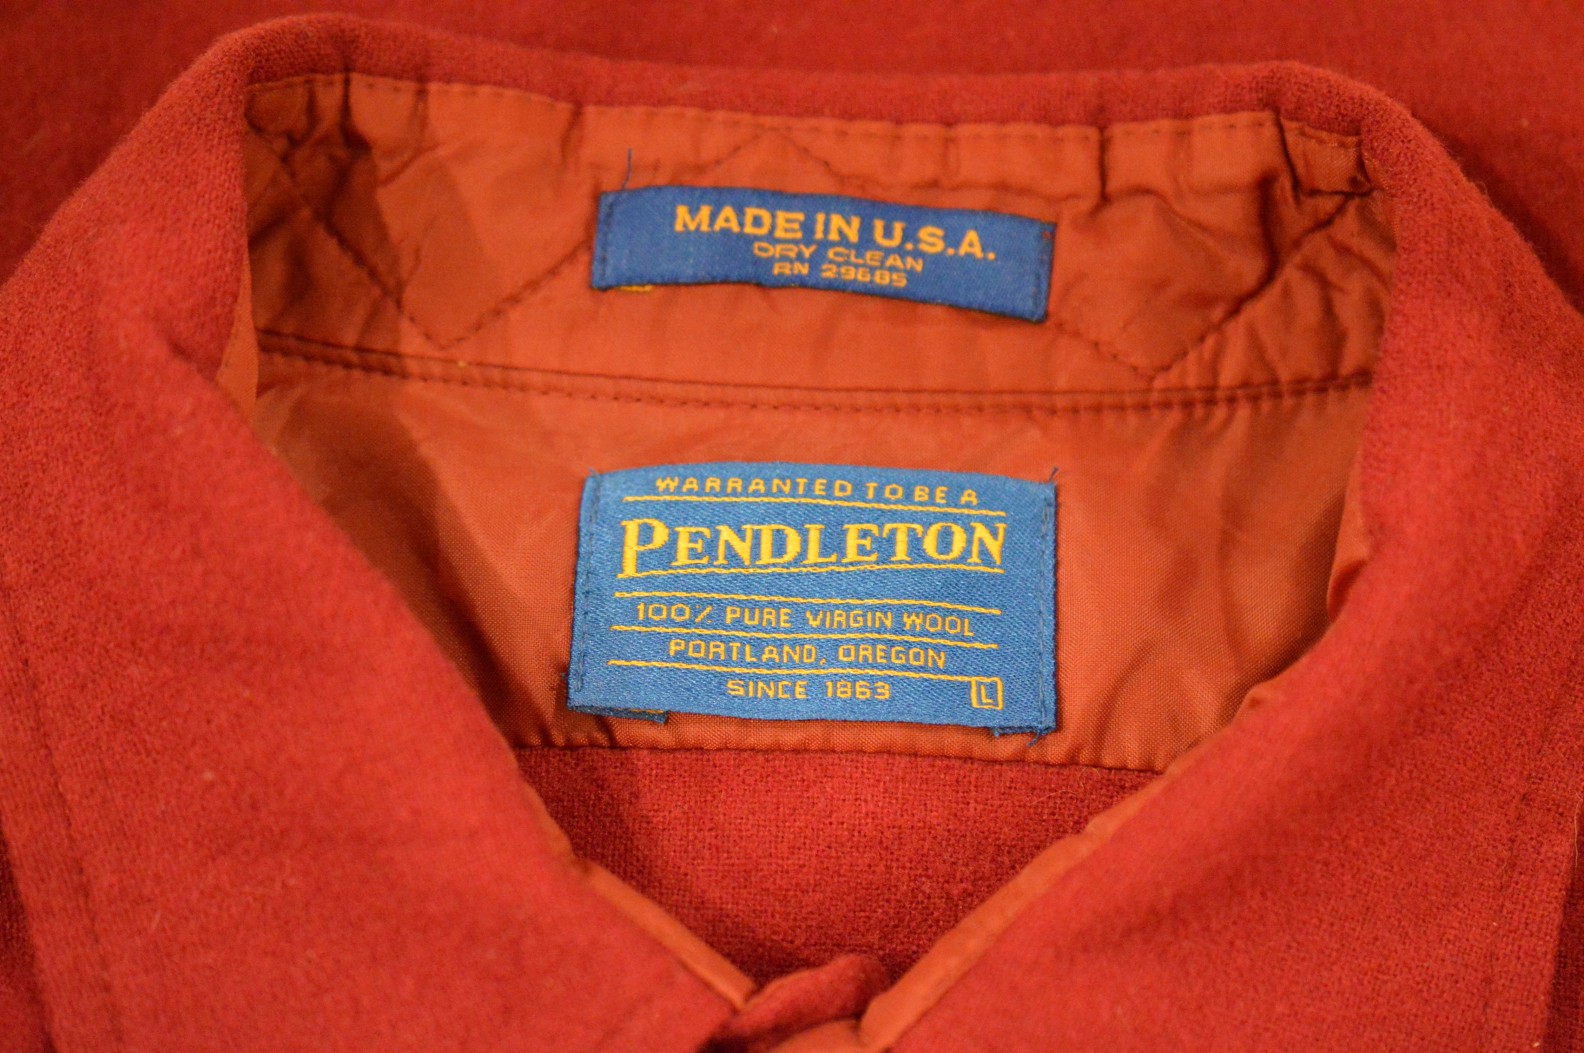 MADE IN U.S.A.
DRY CLEAN
RN 29685
WARRANTED TO BE A
PENDLETON
100% PURE VIRGIN WOOL
PORTLAND, OREGON
SINCE 1863 L